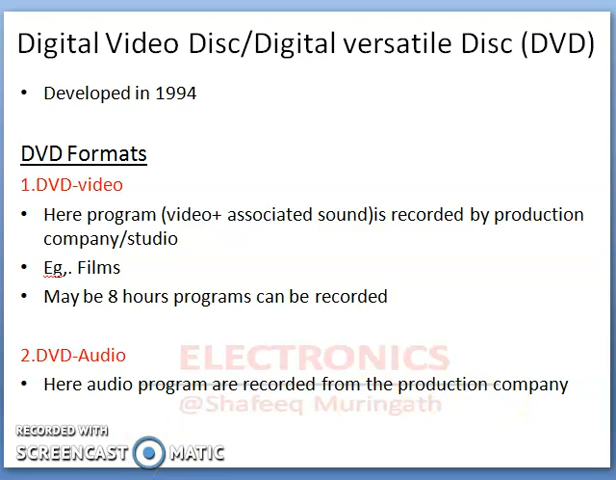 Digital Video Disc/Digital versatile Disc (DVD)
• Developed in 1994
DVD Formats
1.DVD-video
• Here program (video+ associated sound)is recorded by production
company/studio
• Eg,. Films
• May be 8 hours programs can be recorded
2.DVD-Audio
ELECTRONICS
• Here audio program are recorded from the production company
@Shafeeq Muringath
RECORDED WITH
SCREENCAST MATIC